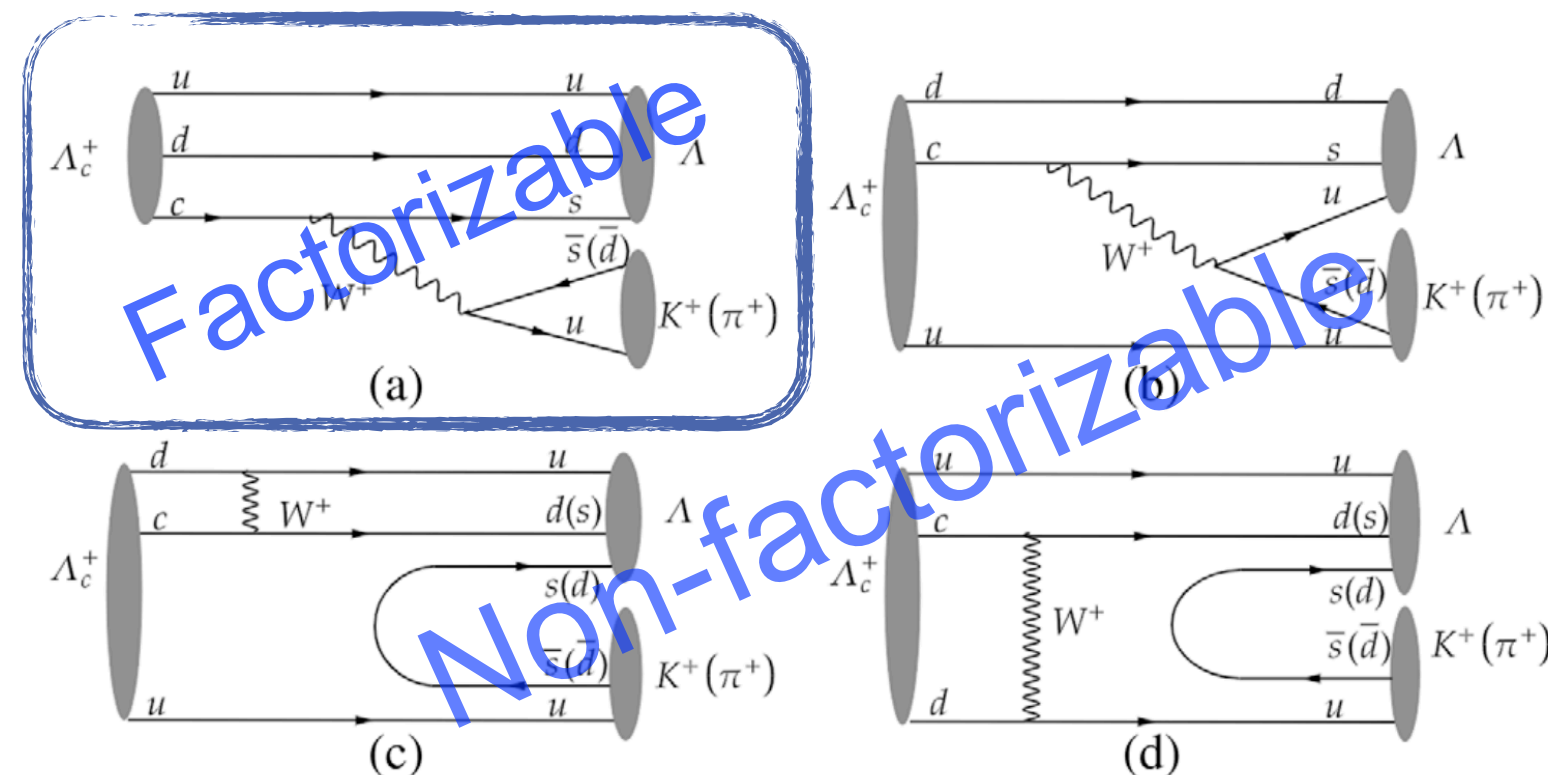 u u
Λc+ d d Λ
c s
s̄(d̄)
W+
u K+(π+)
(a)
Factorizable
d d
c s Λ
Λc+ u
W+
s̄(d̄) K+(π+)
u u
(b)
d u
c W+ d(s) Λ
Λc+
s(d)
s̄(d̄) K+(π+)
u u
(c)
u u
c d(s) Λ
Λc+
W+ s(d)
s̄(d̄) K+(π+)
d u
(d)
Non-factorizable